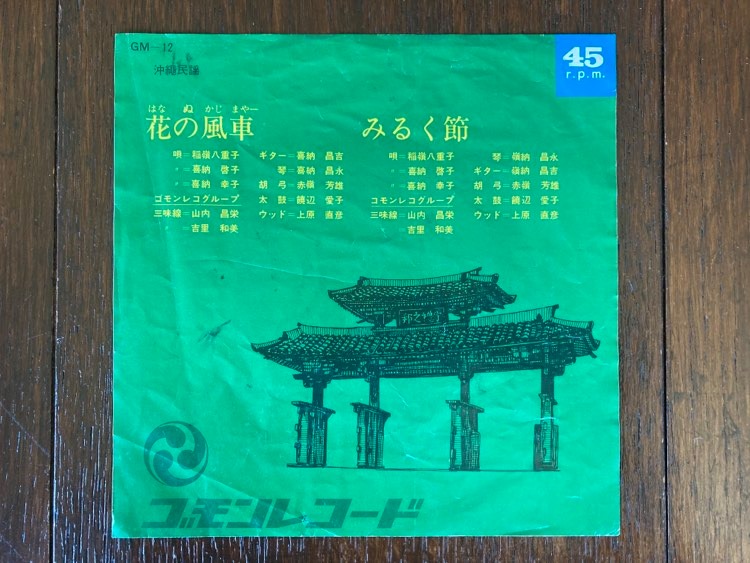 GM—12
沖縄民謡
45
r.p.m.
はな ぬ かじ まやー
花の風車
唄=稲嶺八重子 ギター=喜納 昌吉
〃=喜納 啓子 琴=喜納 昌永
〃=喜納 幸子 胡弓=赤嶺 芳雄
ゴモンレコグループ 太鼓=饒辺 愛子
三味線=山内 昌栄 ウッド=上原 直彦
=吉里 和美
みるく節
唄=稲嶺八重子 琴=嶺納 昌永
〃=喜納 啓子 ギター=嶺納 昌吉
〃=喜納 幸子 胡弓=赤嶺 芳雄
ゴモンレコグループ 太鼓=饒辺 愛子
三味線=山内 昌栄 ウッド=上原 直彦
=吉里 和美
ゴモンレコード